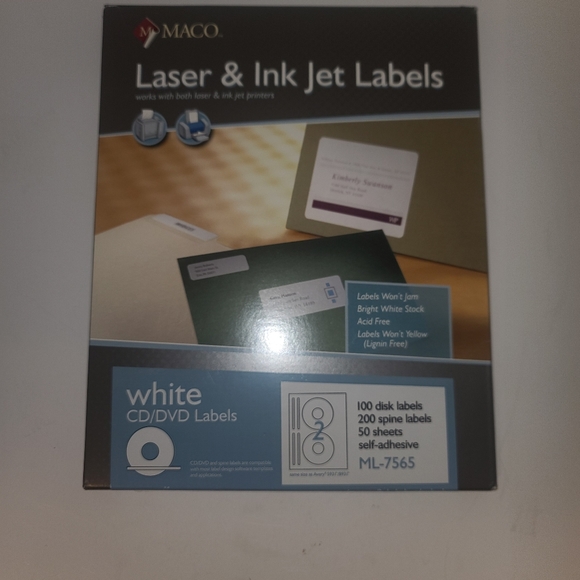 M MACO
Laser & Ink Jet Labels
works with both laser & ink jet printers
Kimberly Swanson
VIP
Labels Won't Jam
Bright White Stock
Acid Free
Labels Won't Yellow
(Lignin Free)
white
CD/DVD Labels
2
100 disk labels
200 spine labels
50 sheets
self-adhesive
ML-7565